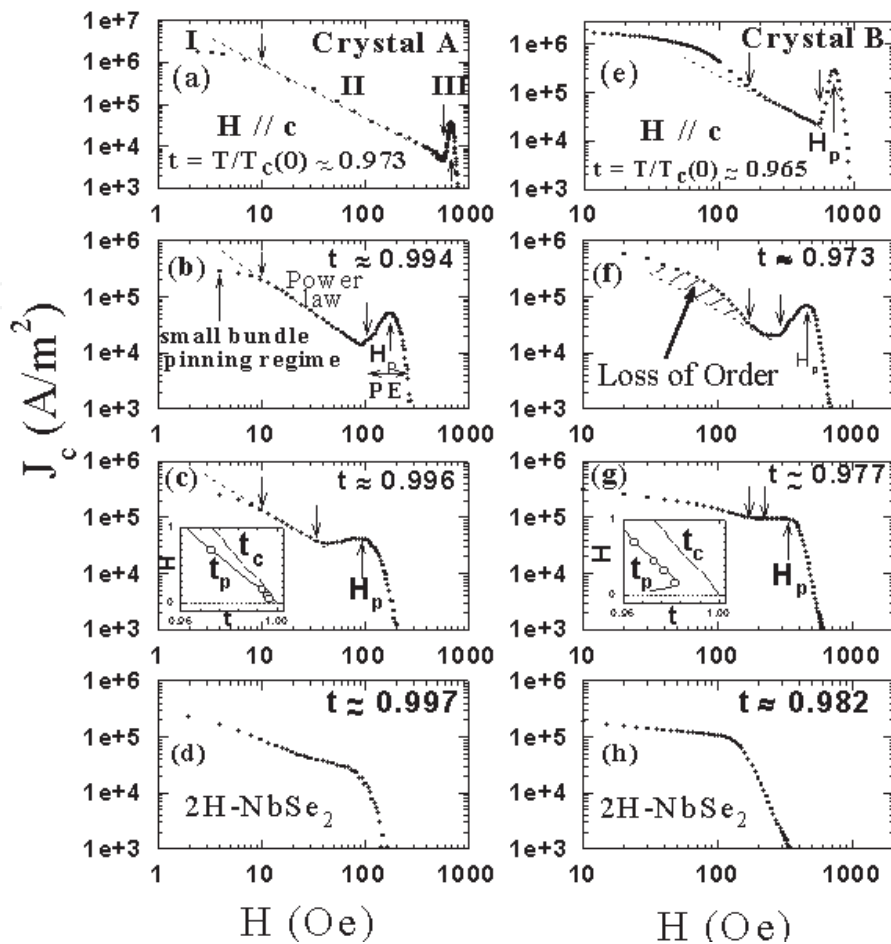 J_c (A/m²)
1e+7
1e+6
1e+5
1e+4
1e+3
I
Crystal A
(a)
II
III
H // c
t = T/T_c(0) ≈ 0.973
1
10
100
1000
1e+6
1e+5
1e+4
1e+3
Crystal B
(e)
H // c
H_p
t = T/T_c(0) ≈ 0.965
10
100
1000
1e+6
1e+5
1e+4
1e+3
(b)
t ≈ 0.994
Power
law
small bundle
pinning regime
H_p
PE
1
10
100
1000
1e+6
1e+5
1e+4
1e+3
(f)
t ≈ 0.973
H_p
Loss of Order
10
100
1000
1e+6
1e+5
1e+4
1e+3
(c)
t ≈ 0.996
1
H
0
t_c
t_p
0.96
t
1.00
H_p
1
10
100
1000
1e+6
1e+5
1e+4
1e+3
(g)
t ≈ 0.977
1
H
0
t_c
t_p
0.96
t
1.00
H_p
10
100
1000
1e+6
1e+5
1e+4
1e+3
t ≈ 0.997
(d)
2H-NbSe₂
1
10
100
1000
H (Oe)
1e+6
1e+5
1e+4
1e+3
t ≈ 0.982
(h)
2H-NbSe₂
10
100
1000
H (Oe)